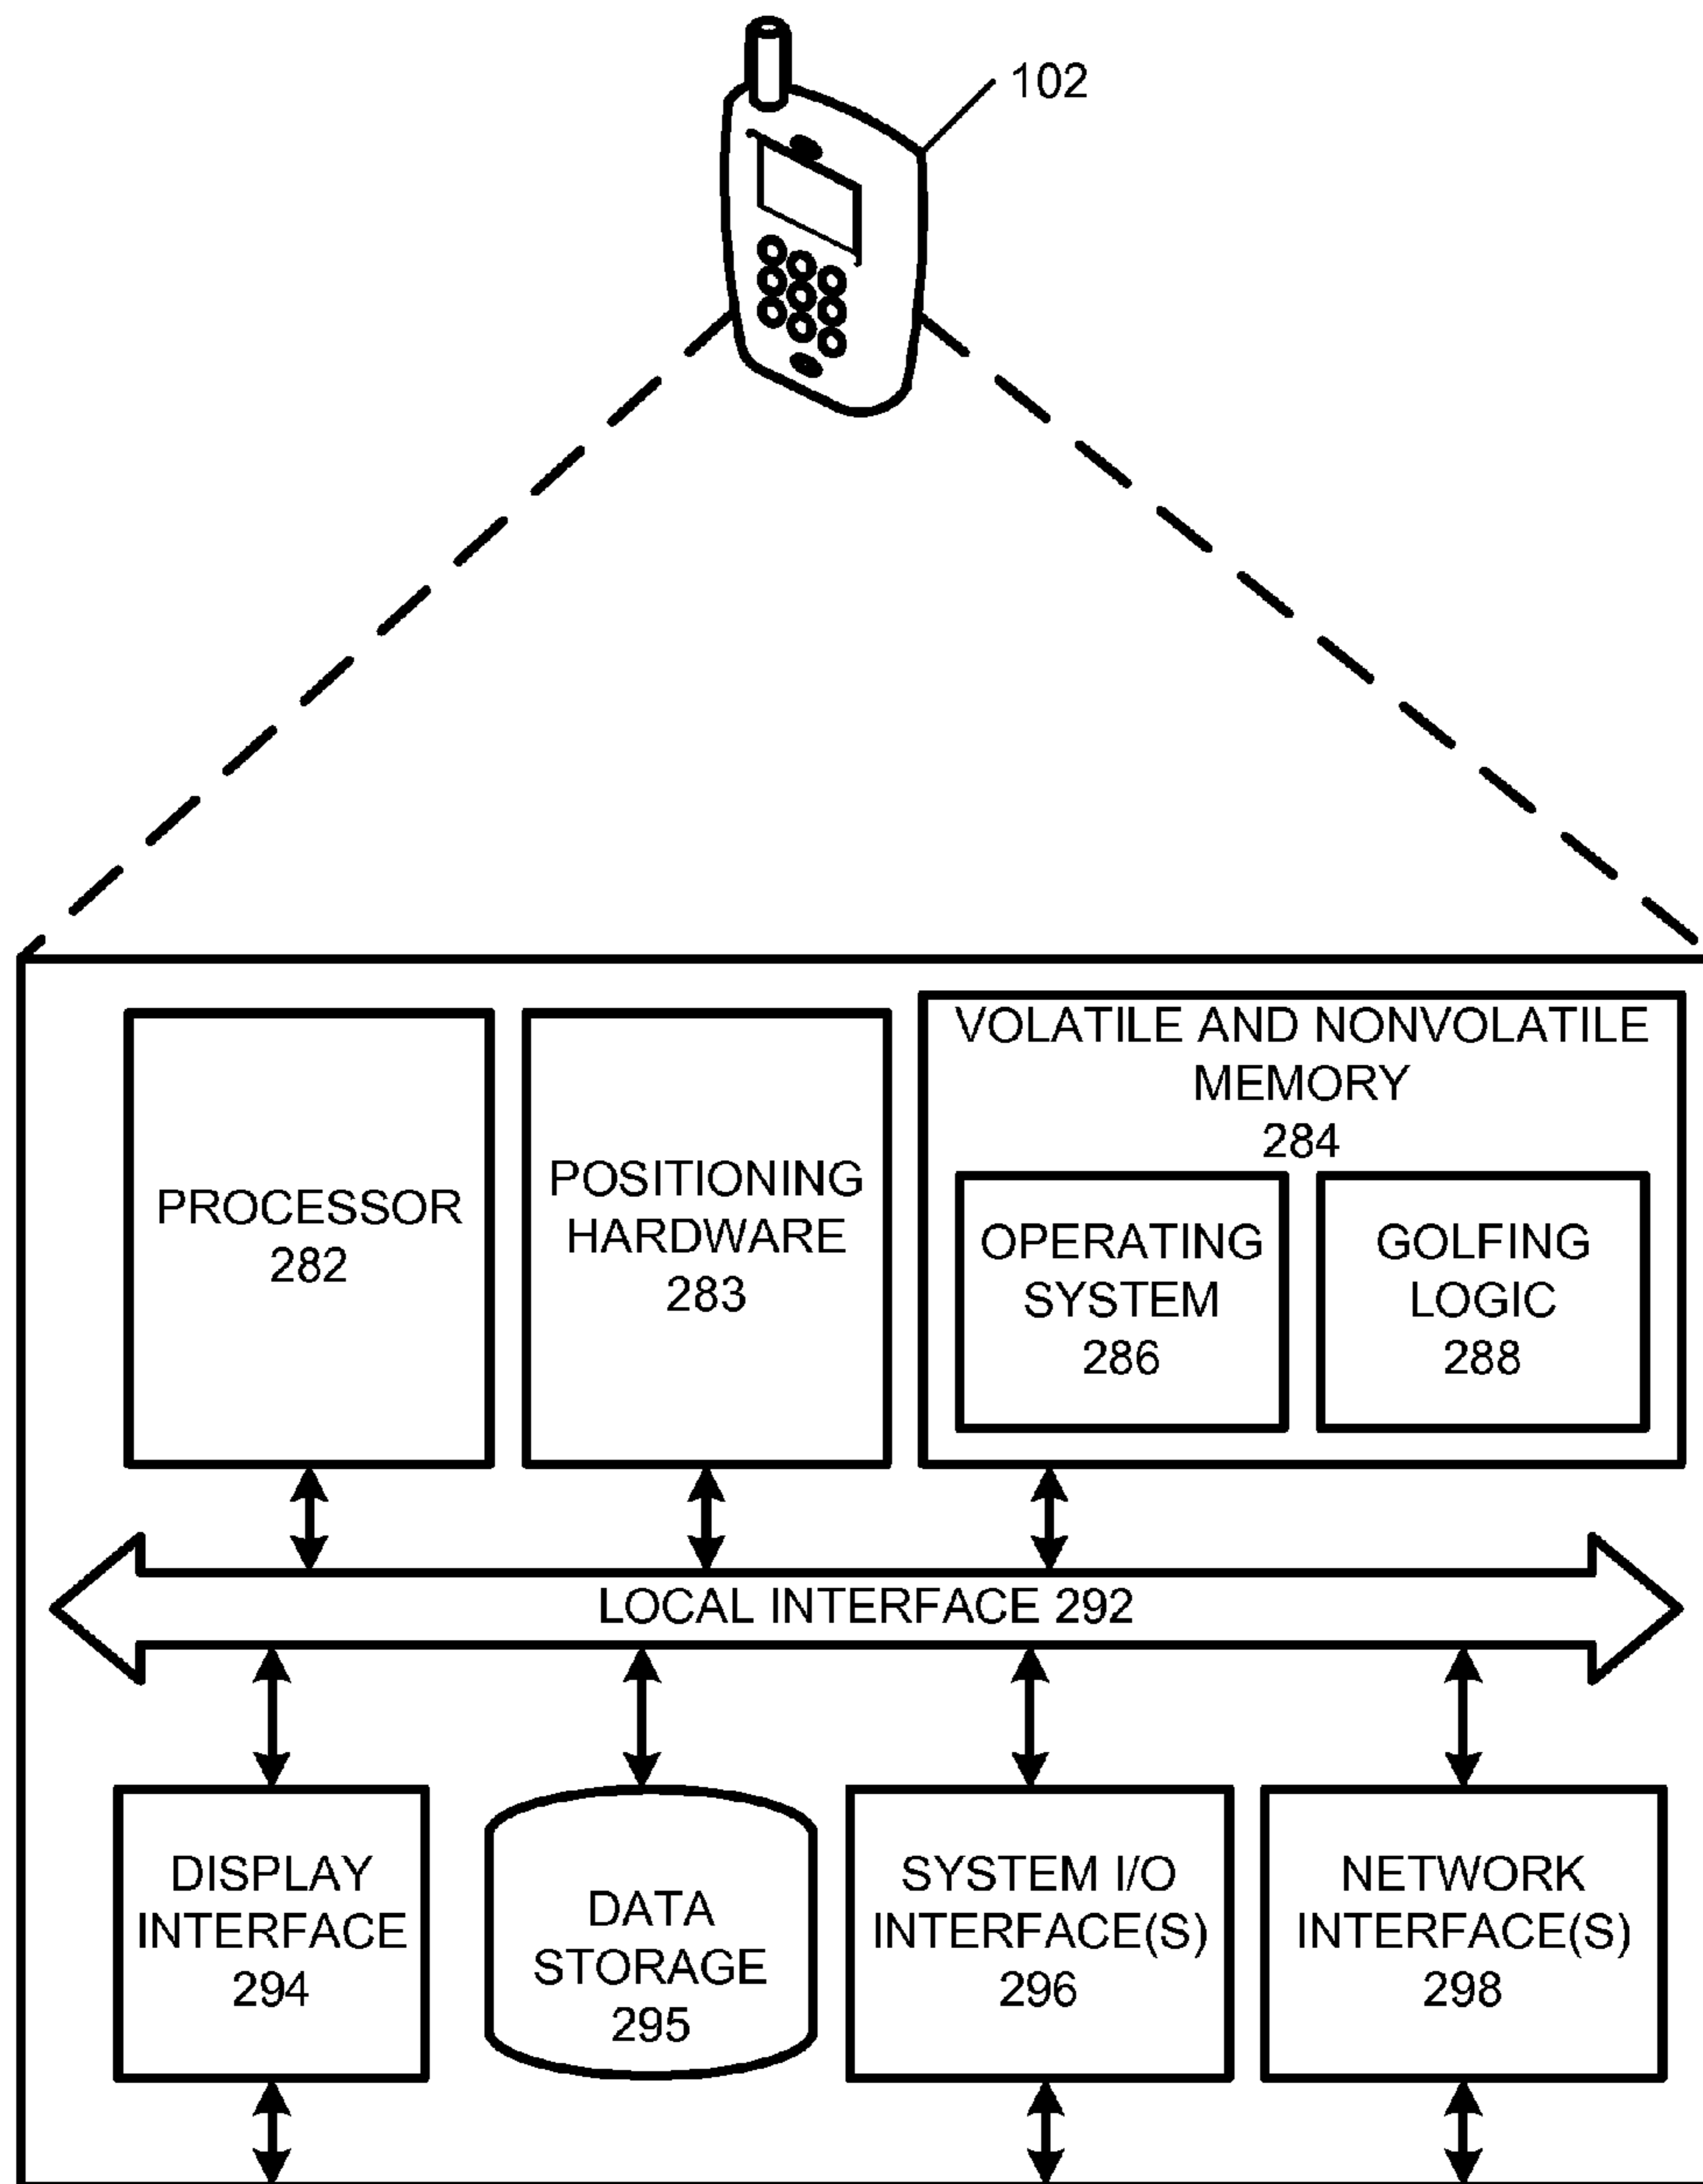 102
VOLATILE AND NONVOLATILE
MEMORY
284
PROCESSOR
282
POSITIONING
HARDWARE
283
OPERATING
SYSTEM
286
GOLFING
LOGIC
288
LOCAL INTERFACE 292
DISPLAY
INTERFACE
294
DATA
STORAGE
295
SYSTEM I/O
INTERFACE(S)
296
NETWORK
INTERFACE(S)
298